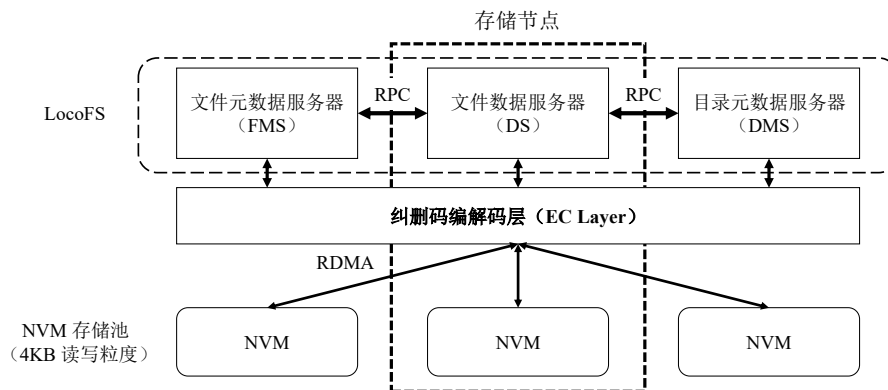 存储节点
LocoFS
文件元数据服务器
（FMS）
RPC
文件数据服务器
（DS）
RPC
目录元数据服务器
（DMS）
纠删码编解码层（EC Layer）
RDMA
NVM 存储池
（4KB 读写粒度）
NVM
NVM
NVM